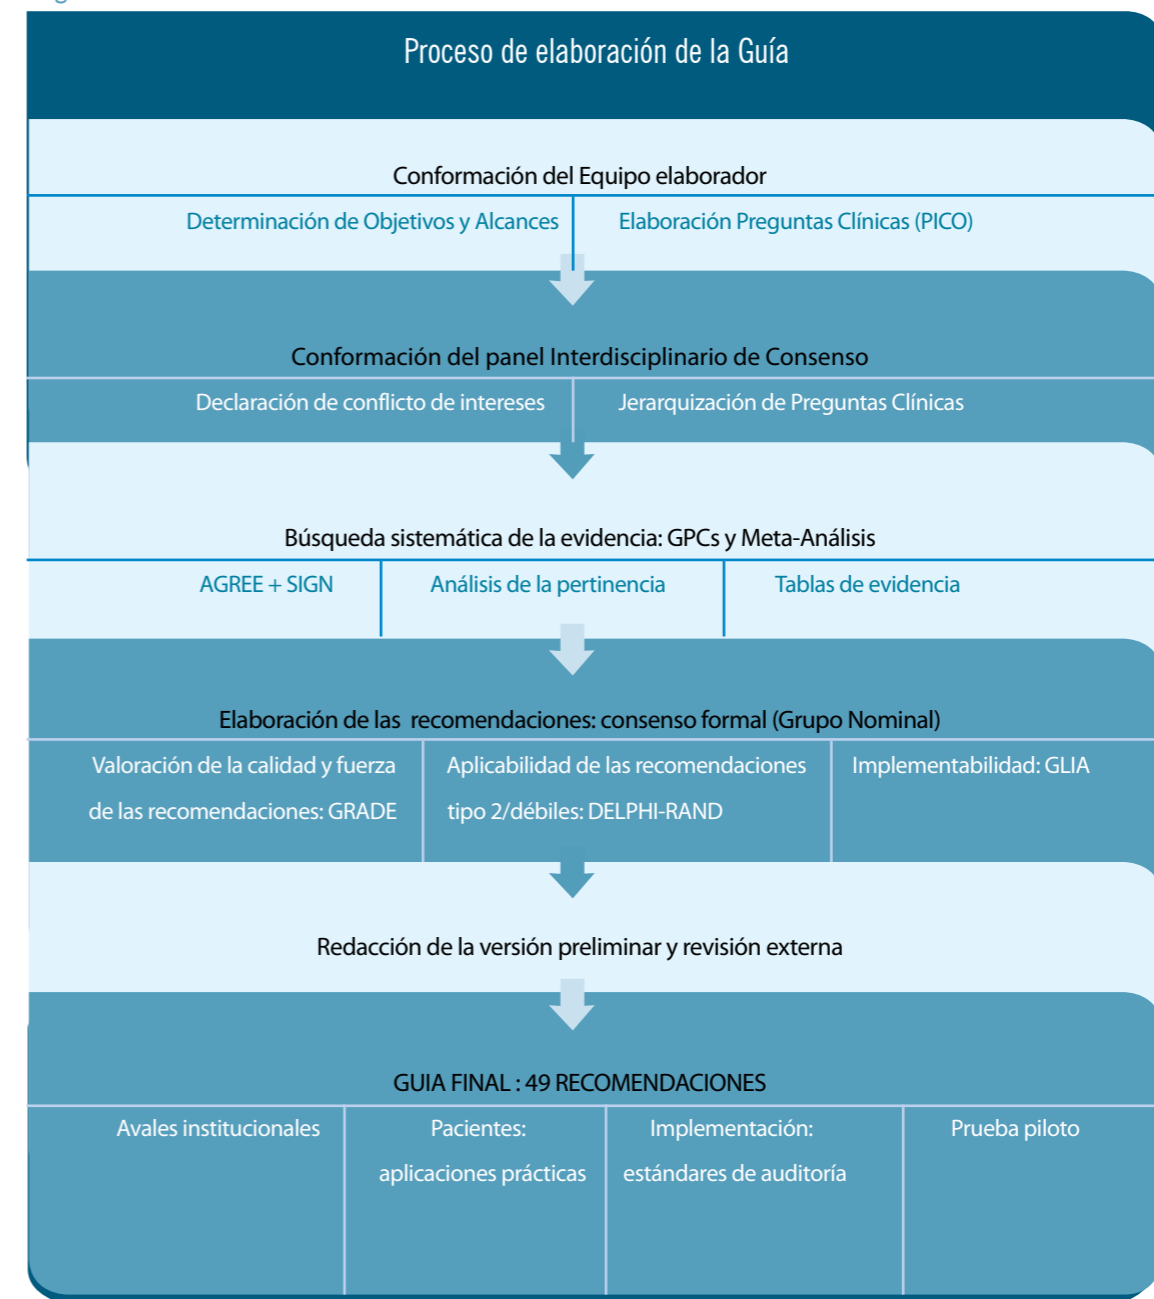 Proceso de elaboración de la Guía
Conformación del Equipo elaborador
Determinación de Objetivos y Alcances
Elaboración Preguntas Clínicas (PICO)
Conformación del panel Interdisciplinario de Consenso
Declaración de conflicto de intereses
Jerarquización de Preguntas Clínicas
Búsqueda sistemática de la evidencia: GPCs y Meta-Análisis
AGREE + SIGN
Análisis de la pertinencia
Tablas de evidencia
Elaboración de las recomendaciones: consenso formal (Grupo Nominal)
Valoración de la calidad y fuerza
de las recomendaciones: GRADE
Aplicabilidad de las recomendaciones
tipo 2/débiles: DELPHI-RAND
Implementabilidad: GLIA
Redacción de la versión preliminar y revisión externa
GUIA FINAL : 49 RECOMENDACIONES
Avales institucionales
Pacientes:
aplicaciones prácticas
Implementación:
estándares de auditoría
Prueba piloto